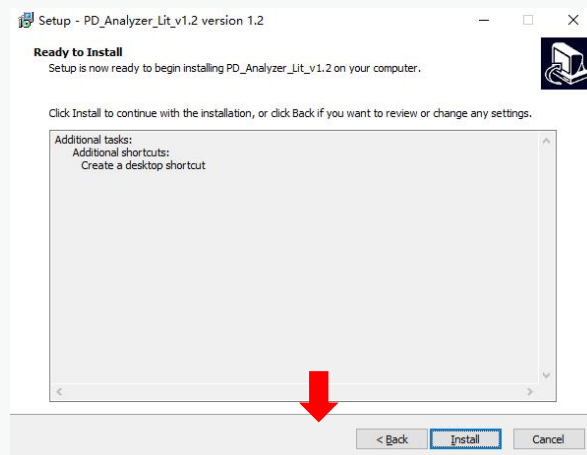 Setup - PD_Analyzer_Lit_v1.2 version 1.2
Ready to Install
Setup is now ready to begin installing PD_Analyzer_Lit_v1.2 on your computer.
Click Install to continue with the installation, or click Back if you want to review or change any settings.
Additional tasks:
Additional shortcuts:
Create a desktop shortcut
< Back
Install
Cancel